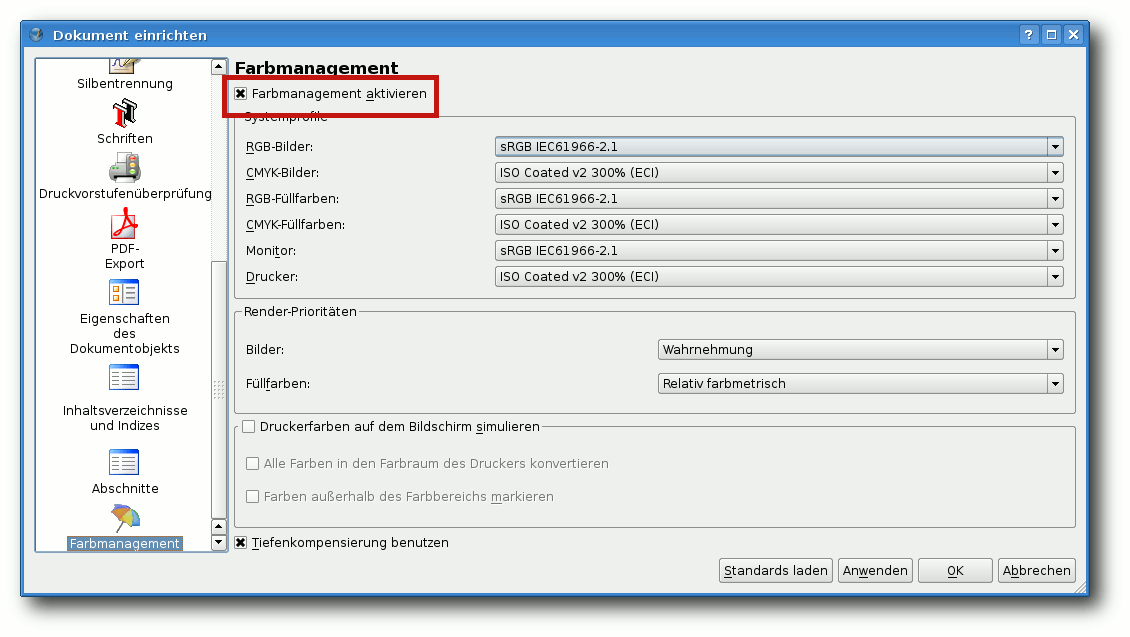 Dokument einrichten
?
Silbentrennung
Schriften
Druckvorstufenüberprüfung
PDF-
Export
Eigenschaften
des
Dokumentobjekts
Inhaltsverzeichnisse
und Indizes
Abschnitte
Farbmanagement
Farbmanagement
Farbmanagement aktivieren
Systemprofile
RGB-Bilder: sRGB IEC61966-2.1
CMYK-Bilder: ISO Coated v2 300% (ECI)
RGB-Füllfarben: sRGB IEC61966-2.1
CMYK-Füllfarben: ISO Coated v2 300% (ECI)
Monitor: sRGB IEC61966-2.1
Drucker: ISO Coated v2 300% (ECI)
Render-Prioritäten
Bilder: Wahrnehmung
Füllfarben: Relativ farbmetrisch
Druckerfarben auf dem Bildschirm simulieren
Alle Farben in den Farbraum des Druckers konvertieren
Farben außerhalb des Farbbereichs markieren
Tiefenkompensierung benutzen
Standards laden Anwenden OK Abbrechen